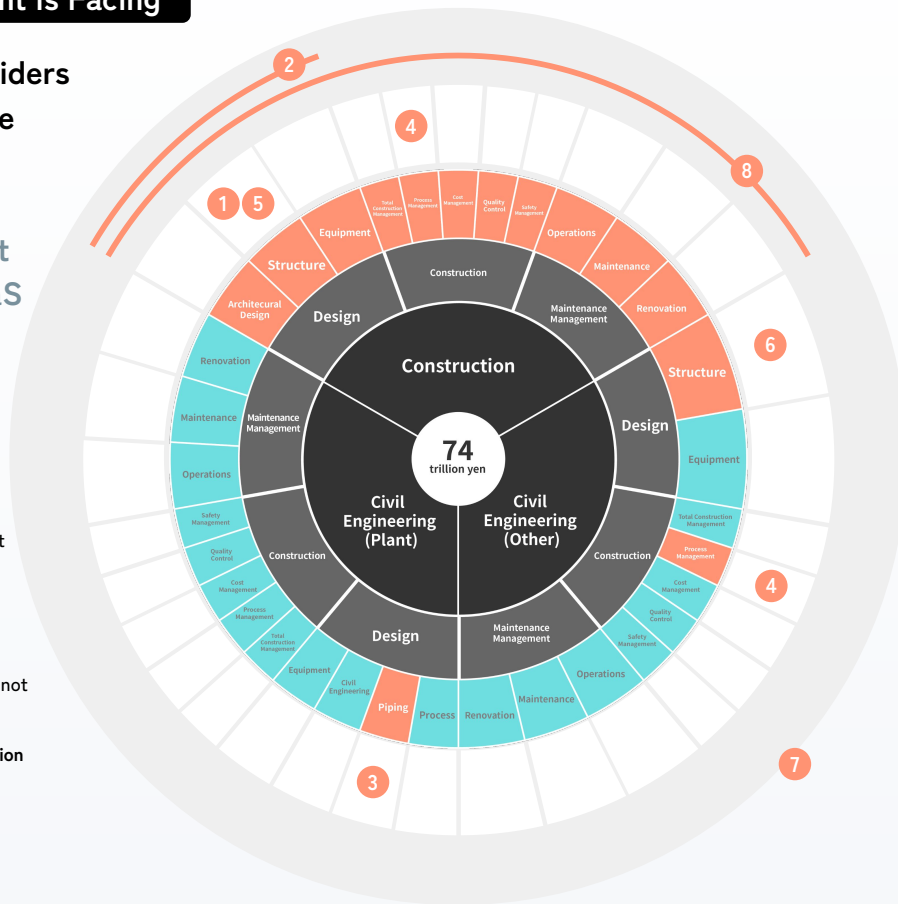 nt is Facing
iders
e
t
LS
t
not
ion
2
8
4
1
5
6
4
7
3
Total
Construction
Management
Process
Management
Cost
Management
Quality
Control
Safety
Management
Equipment
Operations
Structure
Maintenance
Architecural
Design
Renovation
Construction
Design
Maintenance
Management
Renovation
Structure
Construction
Maintenance
Maintenance
Management
Design
74
trillion yen
Equipment
Operations
Civil
Engineering
(Plant)
Civil
Engineering
(Other)
Safety
Management
Total Construction
Management
Quality
Control
Construction
Construction
Process
Management
Cost
Management
Cost
Management
Process
Management
Quality
Control
Total
Construction
Management
Design
Maintenance
Management
Safety
Management
Equipment
Operations
Civil
Engineering
Piping
Process
Renovation
Maintenance